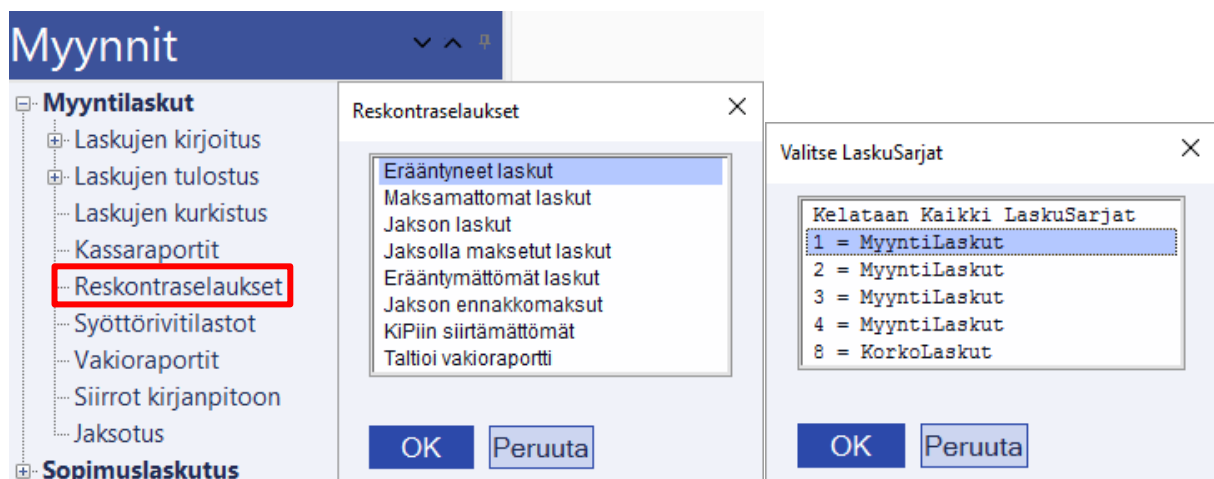 Myynnit
Myyntilaskut
Laskujen kirjoitus
Laskujen tulostus
Laskujen kurkistus
Kassaraportit
Reskontraselaukset
Syöttörivitilastot
Vakioraportit
Siirrot kirjanpitoon
Jaksotus
Sopimuslaskutus
Reskontraselaukset
Erääntyneet laskut
Maksamattomat laskut
Jakson laskut
Jaksolla maksetut laskut
Erääntymättömät laskut
Jakson ennakkomaksut
KiPiin siirtämättömät
Taltioi vakioraportti
OK Peruuta
Valitse LaskuSarjat
Kelataan Kaikki LaskuSarjat
1 = MyyntiLaskut
2 = MyyntiLaskut
3 = MyyntiLaskut
4 = MyyntiLaskut
8 = KorkoLaskut
OK Peruuta